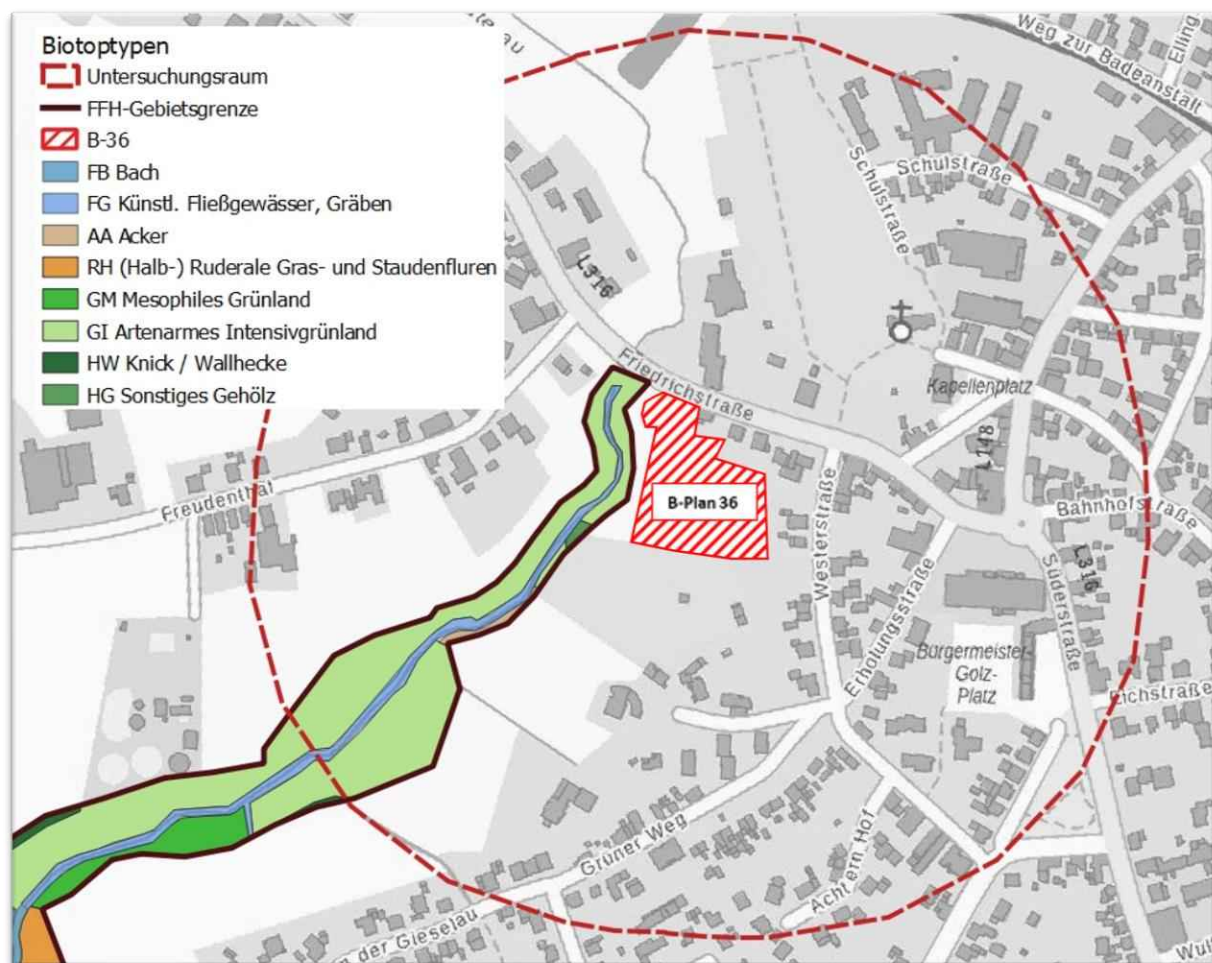 Biotoptypen
Untersuchungsraum
FFH-Gebietsgrenze
B-36
FB Bach
FG Künstl. Fließgewässer, Gräben
AA Acker
RH (Halb-) Ruderale Gras- und Staudenfluren
GM Mesophiles Grünland
GI Artenarmes Intensivgrünland
HW Knick / Wallhecke
HG Sonstiges Gehölz
Weg zur Badeanstalt
Elling
Schulstraße
Schulstraße
L316
Friedrichstraße
Kapellenplatz
L148
Freudenthal
B-Plan 36
Bahnhofstraße
Westerstraße
Erholungsstraße
L316
Süderstraße
Bürgermeister-
Golz-
Platz
Eichstraße
Grüner Weg
Achtern Hof
n der Gieselau
Wul